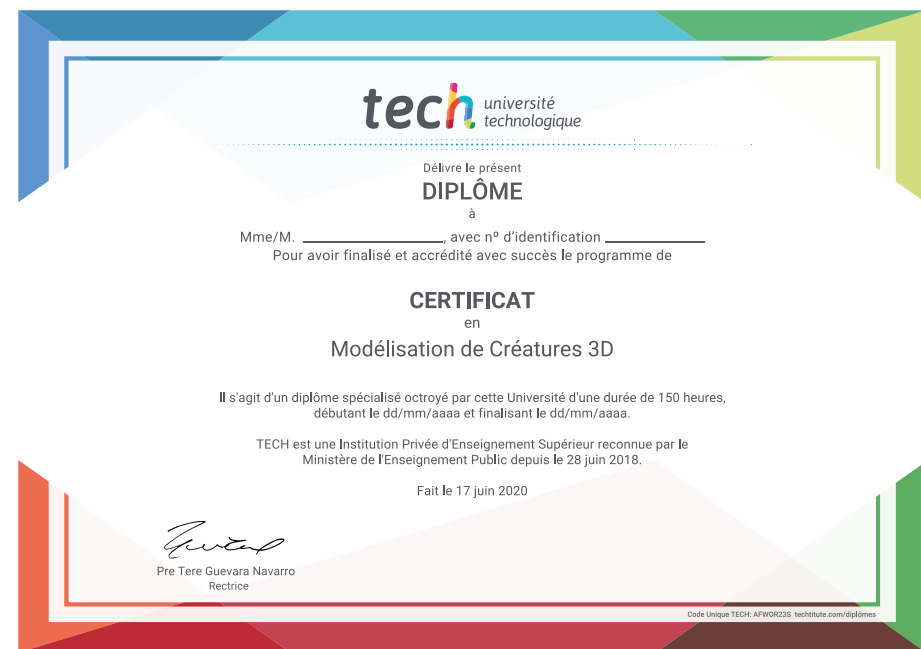 tech université
technologique
Délivre le présent
DIPLÔME
à
Mme/M. ____________________, avec nº d'identification ______________
Pour avoir finalisé et accrédité avec succès le programme de
CERTIFICAT
en
Modélisation de Créatures 3D
Il s'agit d'un diplôme spécialisé octroyé par cette Université d'une durée de 150 heures,
débutant le dd/mm/aaaa et finalisant le dd/mm/aaaa.
TECH est une Institution Privée d'Enseignement Supérieur reconnue par le
Ministère de l'Enseignement Public depuis le 28 juin 2018.
Fait le 17 juin 2020
Pre Tere Guevara Navarro
Rectrice
Code Unique TECH: AFWOR23S techtitute.com/diplômes